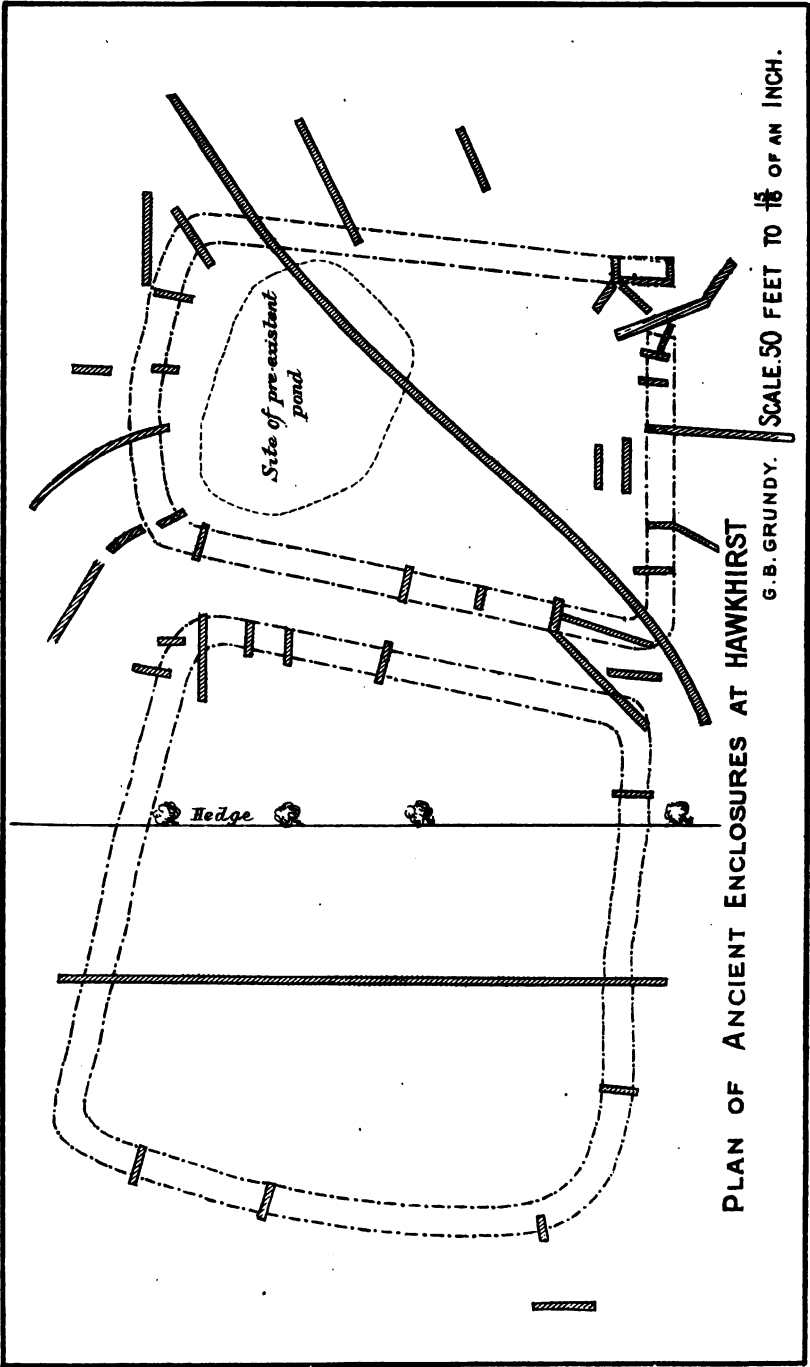 Site of pre-existent
pond
Hedge
PLAN OF ANCIENT ENCLOSURES AT HAWKHIRST
G. B. GRUNDY. SCALE. 50 FEET TO 15/16 OF AN INCH.